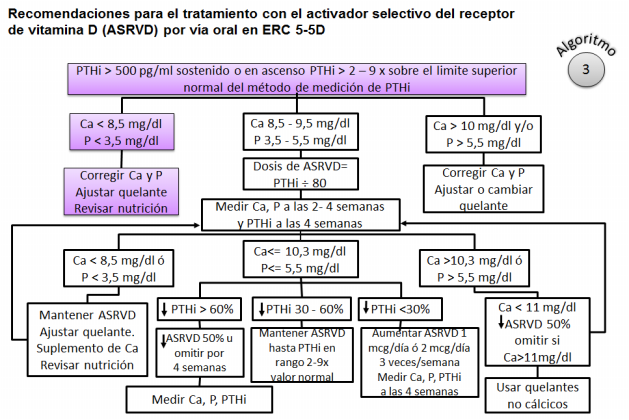 Recomendaciones para el tratamiento con el activador selectivo del receptor
de vitamina D (ASRVD) por vía oral en ERC 5-5D
Algoritmo
3
PTHi > 500 pg/ml sostenido o en ascenso PTHi > 2 – 9 x sobre el limite superior
normal del método de medición de PTHi
Ca < 8,5 mg/dl
P < 3,5 mg/dl
Ca 8,5 - 9,5 mg/dl
P 3,5 - 5,5 mg/dl
Ca > 10 mg/dl y/o
P > 5,5 mg/dl
Corregir Ca y P
Ajustar quelante
Revisar nutrición
Dosis de ASRVD=
PTHi ÷ 80
Corregir Ca y P
Ajustar o cambiar
quelante
Medir Ca, P a las 2- 4 semanas
y PTHi a las 4 semanas
Ca < 8,5 mg/dl ó
P < 3,5 mg/dl
Ca<= 10,3 mg/dl
P<= 5,5 mg/dl
Ca >10,3 mg/dl ó
P > 5,5 mg/dl
Mantener ASRVD
Ajustar quelante.
Suplemento de Ca
Revisar nutrición
↓ PTHi > 60%
↓ PTHi 30 - 60%
↓ PTHi <30%
Ca < 11 mg/dl
↓ASRVD 50%
omitir si
Ca>11mg/dl
↓ASRVD 50% u
omitir por
4 semanas
Mantener ASRVD
hasta PTHi en
rango 2-9x
valor normal
Aumentar ASRVD 1
mcg/día ó 2 mcg/día
3 veces/semana
Medir Ca, P, PTHi
a las 4 semanas
Medir Ca, P, PTHi
Usar quelantes
no cálcicos